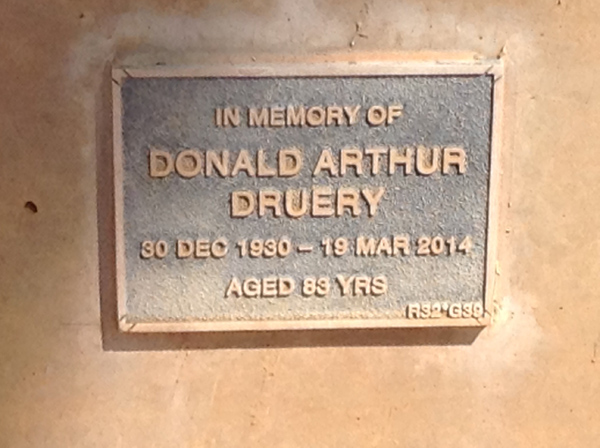 IN MEMORY OF
DONALD ARTHUR
DRUERY
30 DEC 1930 – 19 MAR 2014
AGED 83 YRS
R32*G39